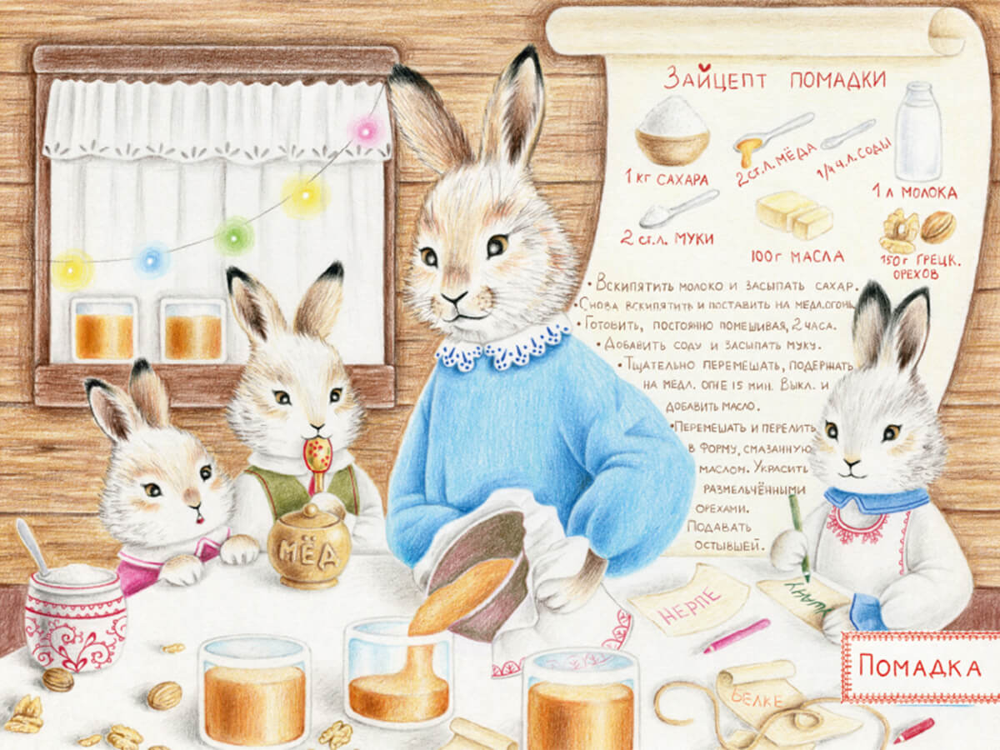 ЗАЙЦЕПТ ПОМАДКИ
1 КГ САХАРА
2 СТ.Л. МЁДА
1/4 Ч.Л. СОДЫ
1 Л МОЛОКА
2 СТ.Л. МУКИ
100 Г МАСЛА
150 Г ГРЕЦК.
ОРЕХОВ
• ВСКИПЯТИТЬ МОЛОКО И ЗАСЫПАТЬ САХАР.
• СНОВА ВСКИПЯТИТЬ И ПОСТАВИТЬ НА МЕДЛ.ОГОНЬ
• ГОТОВИТЬ, ПОСТОЯННО ПОМЕШИВАЯ, 2 ЧАСА.
• ДОБАВИТЬ СОДУ И ЗАСЫПАТЬ МУКУ.
• ТЩАТЕЛЬНО ПЕРЕМЕШАТЬ, ПОДЕРЖАТЬ
НА МЕДЛ. ОГНЕ 15 МИН. ВЫКЛ. И
ДОБАВИТЬ МАСЛО.
• ПЕРЕМЕШАТЬ И ПЕРЕЛИТЬ
В ФОРМУ, СМАЗАННУЮ
МАСЛОМ. УКРАСИТЬ
РАЗМЕЛЬЧЁННЫМИ
ОРЕХАМИ.
ПОДАВАТЬ
ОСТЫВШЕЙ.
МЁД
НЕРПЕ
ПОМАДКА
БЕЛКЕ